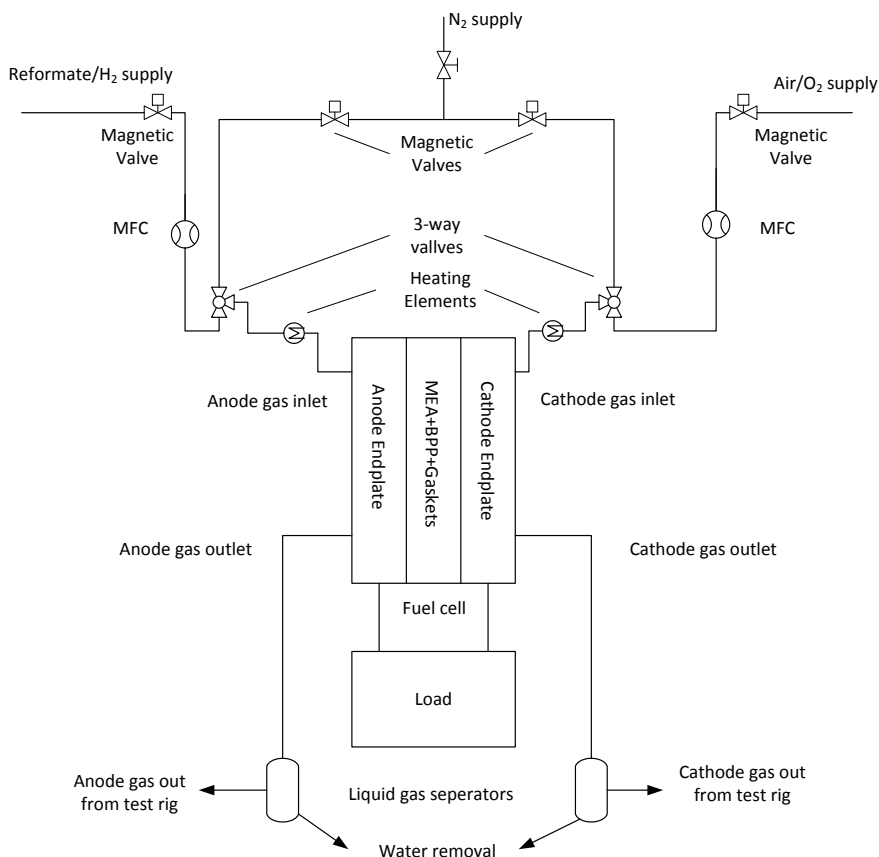 N₂ supply
Reformate/H₂ supply
Air/O₂ supply
Magnetic
Valve
Magnetic
Valves
Magnetic
Valve
MFC
3-way
vallves
MFC
Heating
Elements
Anode gas inlet
Cathode gas inlet
Anode Endplate
MEA+BPP+Gaskets
Cathode Endplate
Anode gas outlet
Cathode gas outlet
Fuel cell
Load
Anode gas out
from test rig
Liquid gas seperators
Cathode gas out
from test rig
Water removal